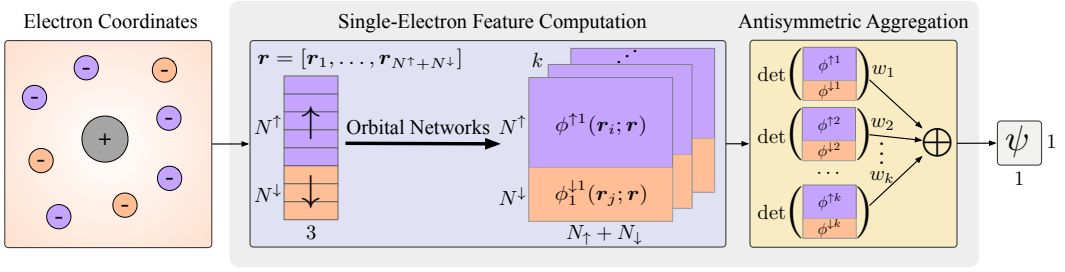 Electron Coordinates
Single-Electron Feature Computation
Antisymmetric Aggregation
-
-
-
-
+
-
-
-
-
r = [r₁, . . . , r_{N↑+N↓}]
N↑
↑
N↓
↓
3
Orbital Networks
k
⋰
N↑
ϕ↑¹(rᵢ; r)
N↓
ϕ₁↓¹(rⱼ; r)
N↑ + N↓
det( ϕ↑¹ ϕ↓¹ ) w₁
det( ϕ↑² ϕ↓² ) w₂
⋮
· · ·
w_k
det( ϕ↑ᵏ ϕ↓ᵏ )
⊕
ψ 1
1